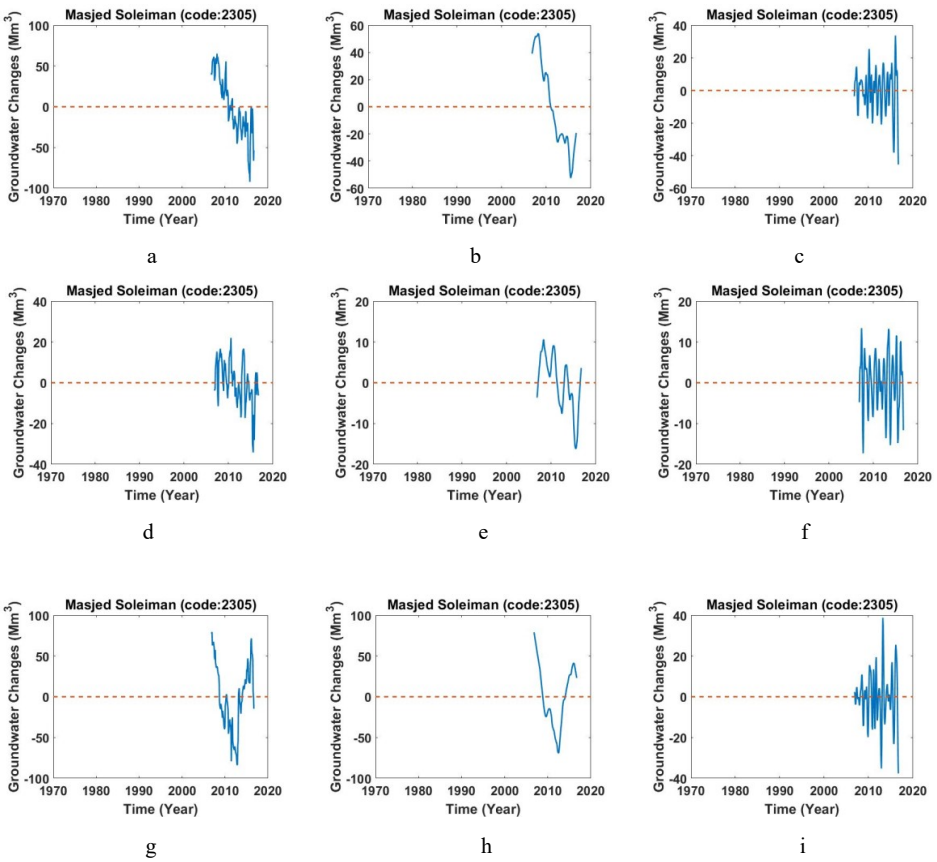 Masjed Soleiman (code:2305)
Groundwater Changes (Mm³)
100
50
0
-50
-100
1970 1980 1990 2000 2010 2020
Time (Year)
a
Masjed Soleiman (code:2305)
Groundwater Changes (Mm³)
60
40
20
0
-20
-40
-60
1970 1980 1990 2000 2010 2020
Time (Year)
b
Masjed Soleiman (code:2305)
Groundwater Changes (Mm³)
40
20
0
-20
-40
-60
1970 1980 1990 2000 2010 2020
Time (Year)
c
Masjed Soleiman (code:2305)
Groundwater Changes (Mm³)
40
20
0
-20
-40
1970 1980 1990 2000 2010 2020
Time (Year)
d
Masjed Soleiman (code:2305)
Groundwater Changes (Mm³)
20
10
0
-10
-20
1970 1980 1990 2000 2010 2020
Time (Year)
e
Masjed Soleiman (code:2305)
Groundwater Changes (Mm³)
20
10
0
-10
-20
1970 1980 1990 2000 2010 2020
Time (Year)
f
Masjed Soleiman (code:2305)
Groundwater Changes (Mm³)
100
50
0
-50
-100
1970 1980 1990 2000 2010 2020
Time (Year)
g
Masjed Soleiman (code:2305)
Groundwater Changes (Mm³)
100
50
0
-50
-100
1970 1980 1990 2000 2010 2020
Time (Year)
h
Masjed Soleiman (code:2305)
Groundwater Changes (Mm³)
40
20
0
-20
-40
1970 1980 1990 2000 2010 2020
Time (Year)
i